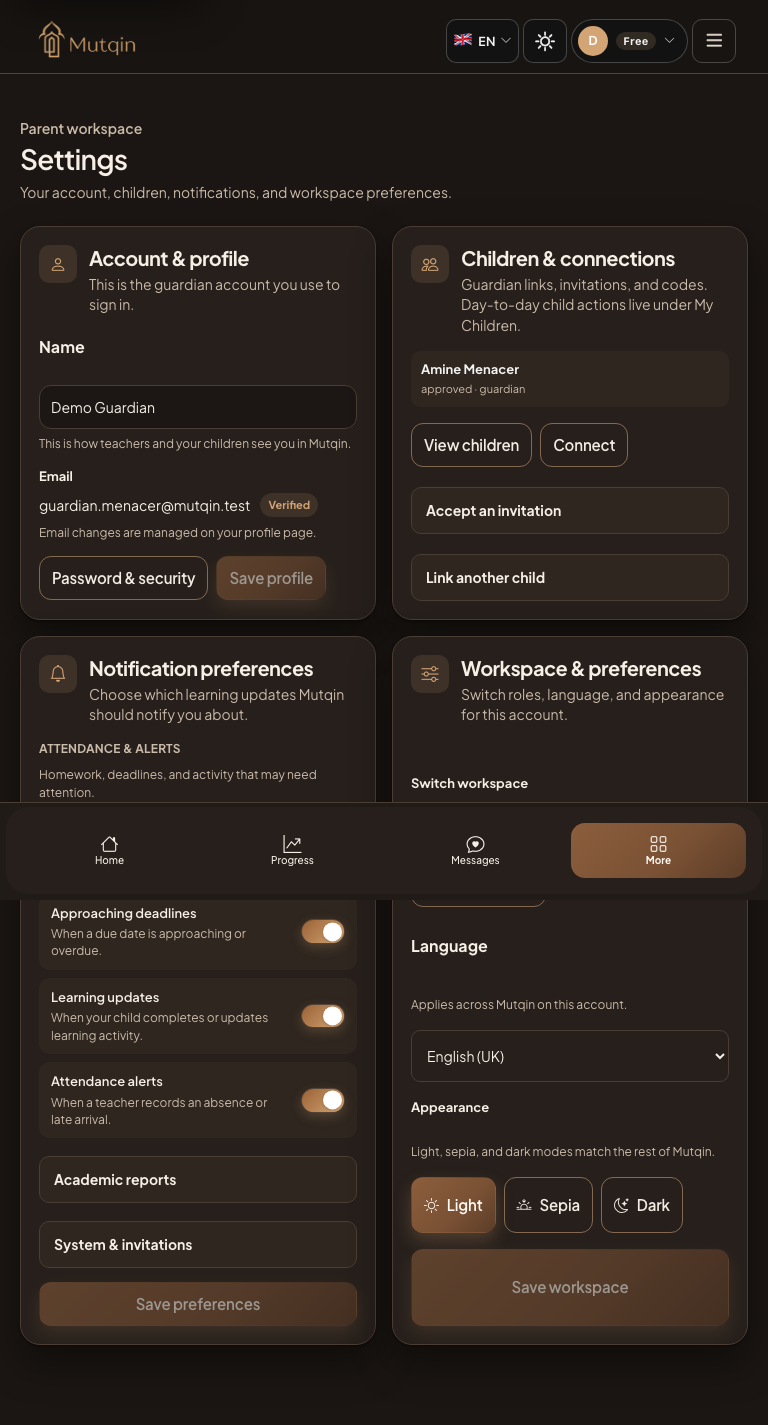 Mutqin
EN
D
Free
Parent workspace
Settings
Your account, children, notifications, and workspace preferences.
Account & profile
This is the guardian account you use to
sign in.
Name
Demo Guardian
This is how teachers and your children see you in Mutqin.
Email
guardian.menacer@mutqin.test
Verified
Email changes are managed on your profile page.
Password & security
Save profile
Children & connections
Guardian links, invitations, and codes.
Day-to-day child actions live under My
Children.
Amine Menacer
approved · guardian
View children
Connect
Accept an invitation
Link another child
Notification preferences
Choose which learning updates Mutqin
should notify you about.
ATTENDANCE & ALERTS
Homework, deadlines, and activity that may need
attention.
Workspace & preferences
Switch roles, language, and appearance
for this account.
Switch workspace
Home
Progress
Messages
More
Approaching deadlines
When a due date is approaching or
overdue.
Learning updates
When your child completes or updates
learning activity.
Attendance alerts
When a teacher records an absence or
late arrival.
Academic reports
System & invitations
Save preferences
Language
Applies across Mutqin on this account.
English (UK)
Appearance
Light, sepia, and dark modes match the rest of Mutqin.
Light
Sepia
Dark
Save workspace